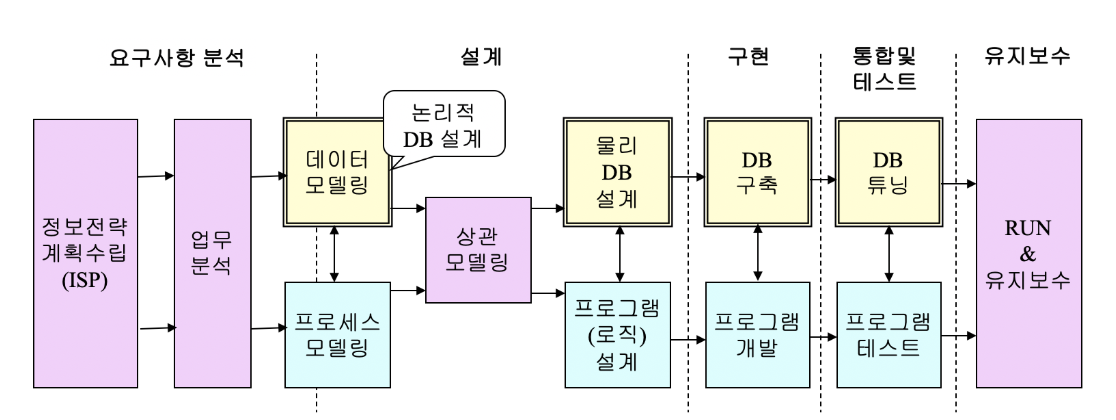 요구사항 분석
설계
구현
통합및
테스트
유지보수
논리적
DB 설계
정보전략
계획수립
(ISP)
업무
분석
데이터
모델링
프로세스
모델링
상관
모델링
물리
DB
설계
프로그램
(로직)
설계
DB
구축
프로그램
개발
DB
튜닝
프로그램
테스트
RUN
&
유지보수